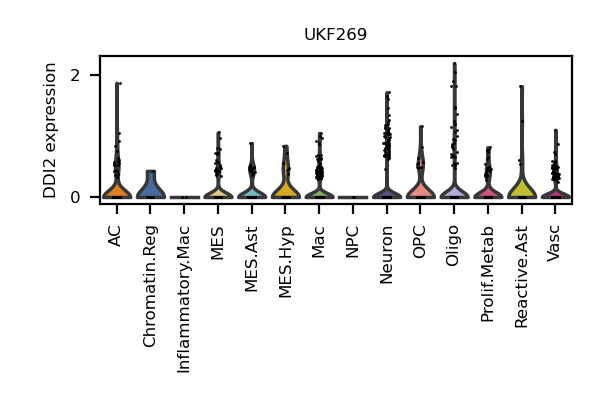 UKF269
DDI2 expression
2
0
AC
Chromatin.Reg
Inflammatory.Mac
MES
MES.Ast
MES.Hyp
Mac
NPC
Neuron
OPC
Oligo
Prolif.Metab
Reactive.Ast
Vasc